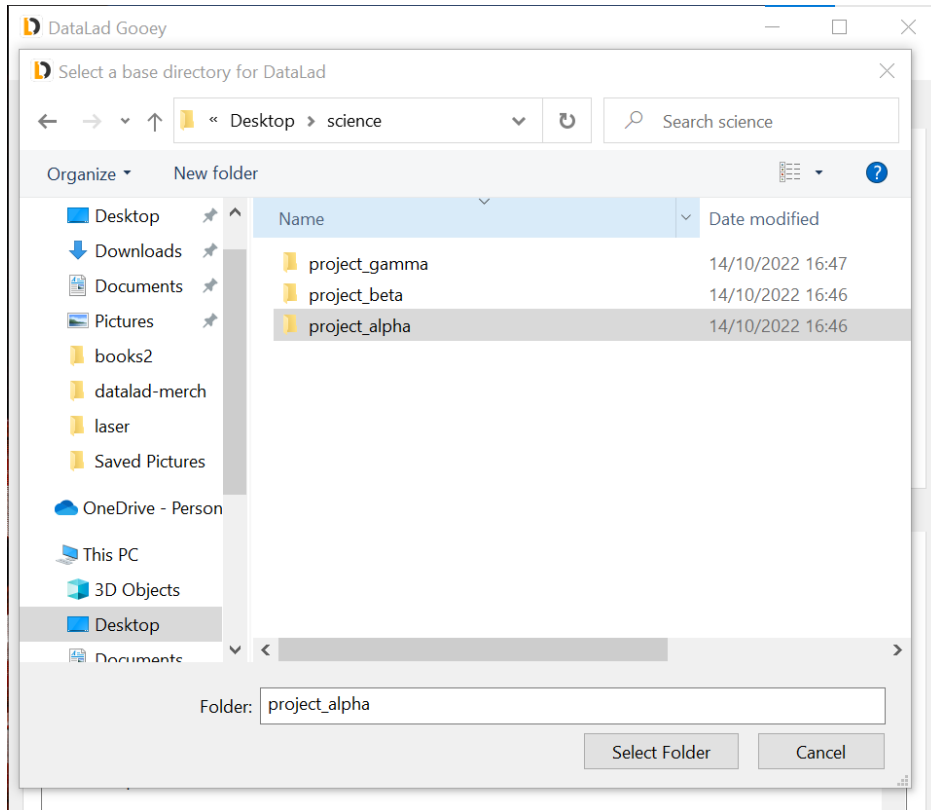 DataLad Gooey
Select a base directory for DataLad
« Desktop > science
Search science
Organize
New folder
?
Name
Date modified
Desktop
Downloads
Documents
Pictures
books2
datalad-merch
laser
Saved Pictures
OneDrive - Person
This PC
3D Objects
Desktop
Documents
project_gamma 14/10/2022 16:47
project_beta 14/10/2022 16:46
project_alpha 14/10/2022 16:46
Folder: project_alpha
Select Folder
Cancel